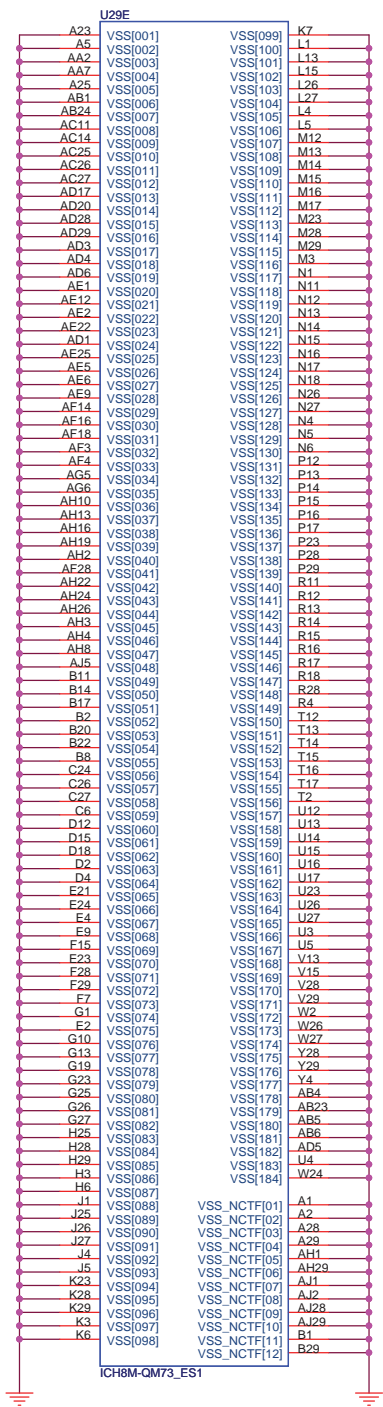 U29E
A23 VSS[001] VSS[099] K7
A5 VSS[002] VSS[100] L1
AA2 VSS[003] VSS[101] L13
AA7 VSS[004] VSS[102] L15
A25 VSS[005] VSS[103] L26
AB1 VSS[006] VSS[104] L27
AB24 VSS[007] VSS[105] L4
AC11 VSS[008] VSS[106] L5
AC14 VSS[009] VSS[107] M12
AC25 VSS[010] VSS[108] M13
AC26 VSS[011] VSS[109] M14
AC27 VSS[012] VSS[110] M15
AD17 VSS[013] VSS[111] M16
AD20 VSS[014] VSS[112] M17
AD28 VSS[015] VSS[113] M23
AD29 VSS[016] VSS[114] M28
AD3 VSS[017] VSS[115] M29
AD4 VSS[018] VSS[116] M3
AD6 VSS[019] VSS[117] N1
AE1 VSS[020] VSS[118] N11
AE12 VSS[021] VSS[119] N12
AE2 VSS[022] VSS[120] N13
AE22 VSS[023] VSS[121] N14
AD1 VSS[024] VSS[122] N15
AE25 VSS[025] VSS[123] N16
AE5 VSS[026] VSS[124] N17
AE6 VSS[027] VSS[125] N18
AE9 VSS[028] VSS[126] N26
AF14 VSS[029] VSS[127] N27
AF16 VSS[030] VSS[128] N4
AF18 VSS[031] VSS[129] N5
AF3 VSS[032] VSS[130] N6
AF4 VSS[033] VSS[131] P12
AG5 VSS[034] VSS[132] P13
AG6 VSS[035] VSS[133] P14
AH10 VSS[036] VSS[134] P15
AH13 VSS[037] VSS[135] P16
AH16 VSS[038] VSS[136] P17
AH19 VSS[039] VSS[137] P23
AH2 VSS[040] VSS[138] P28
AF28 VSS[041] VSS[139] P29
AH22 VSS[042] VSS[140] R11
AH24 VSS[043] VSS[141] R12
AH26 VSS[044] VSS[142] R13
AH3 VSS[045] VSS[143] R14
AH4 VSS[046] VSS[144] R15
AH8 VSS[047] VSS[145] R16
AJ5 VSS[048] VSS[146] R17
B11 VSS[049] VSS[147] R18
B14 VSS[050] VSS[148] R28
B17 VSS[051] VSS[149] R4
B2 VSS[052] VSS[150] T12
B20 VSS[053] VSS[151] T13
B22 VSS[054] VSS[152] T14
B8 VSS[055] VSS[153] T15
C24 VSS[056] VSS[154] T16
C26 VSS[057] VSS[155] T17
C27 VSS[058] VSS[156] T2
C6 VSS[059] VSS[157] U12
D12 VSS[060] VSS[158] U13
D15 VSS[061] VSS[159] U14
D18 VSS[062] VSS[160] U15
D2 VSS[063] VSS[161] U16
D4 VSS[064] VSS[162] U17
E21 VSS[065] VSS[163] U23
E24 VSS[066] VSS[164] U26
E4 VSS[067] VSS[165] U27
E9 VSS[068] VSS[166] U3
F15 VSS[069] VSS[167] U5
E23 VSS[070] VSS[168] V13
F28 VSS[071] VSS[169] V15
F29 VSS[072] VSS[170] V28
F7 VSS[073] VSS[171] V29
G1 VSS[074] VSS[172] W2
E2 VSS[075] VSS[173] W26
G10 VSS[076] VSS[174] W27
G13 VSS[077] VSS[175] Y28
G19 VSS[078] VSS[176] Y29
G23 VSS[079] VSS[177] Y4
G25 VSS[080] VSS[178] AB4
G26 VSS[081] VSS[179] AB23
G27 VSS[082] VSS[180] AB5
H25 VSS[083] VSS[181] AB6
H28 VSS[084] VSS[182] AD5
H29 VSS[085] VSS[183] U4
H3 VSS[086] VSS[184] W24
H6 VSS[087]
J1 VSS[088] VSS_NCTF[01] A1
J25 VSS[089] VSS_NCTF[02] A2
J26 VSS[090] VSS_NCTF[03] A28
J27 VSS[091] VSS_NCTF[04] A29
J4 VSS[092] VSS_NCTF[05] AH1
J5 VSS[093] VSS_NCTF[06] AH29
K23 VSS[094] VSS_NCTF[07] AJ1
K28 VSS[095] VSS_NCTF[08] AJ2
K29 VSS[096] VSS_NCTF[09] AJ28
K3 VSS[097] VSS_NCTF[10] AJ29
K6 VSS[098] VSS_NCTF[11] B1
VSS_NCTF[12] B29
ICH8M-QM73_ES1